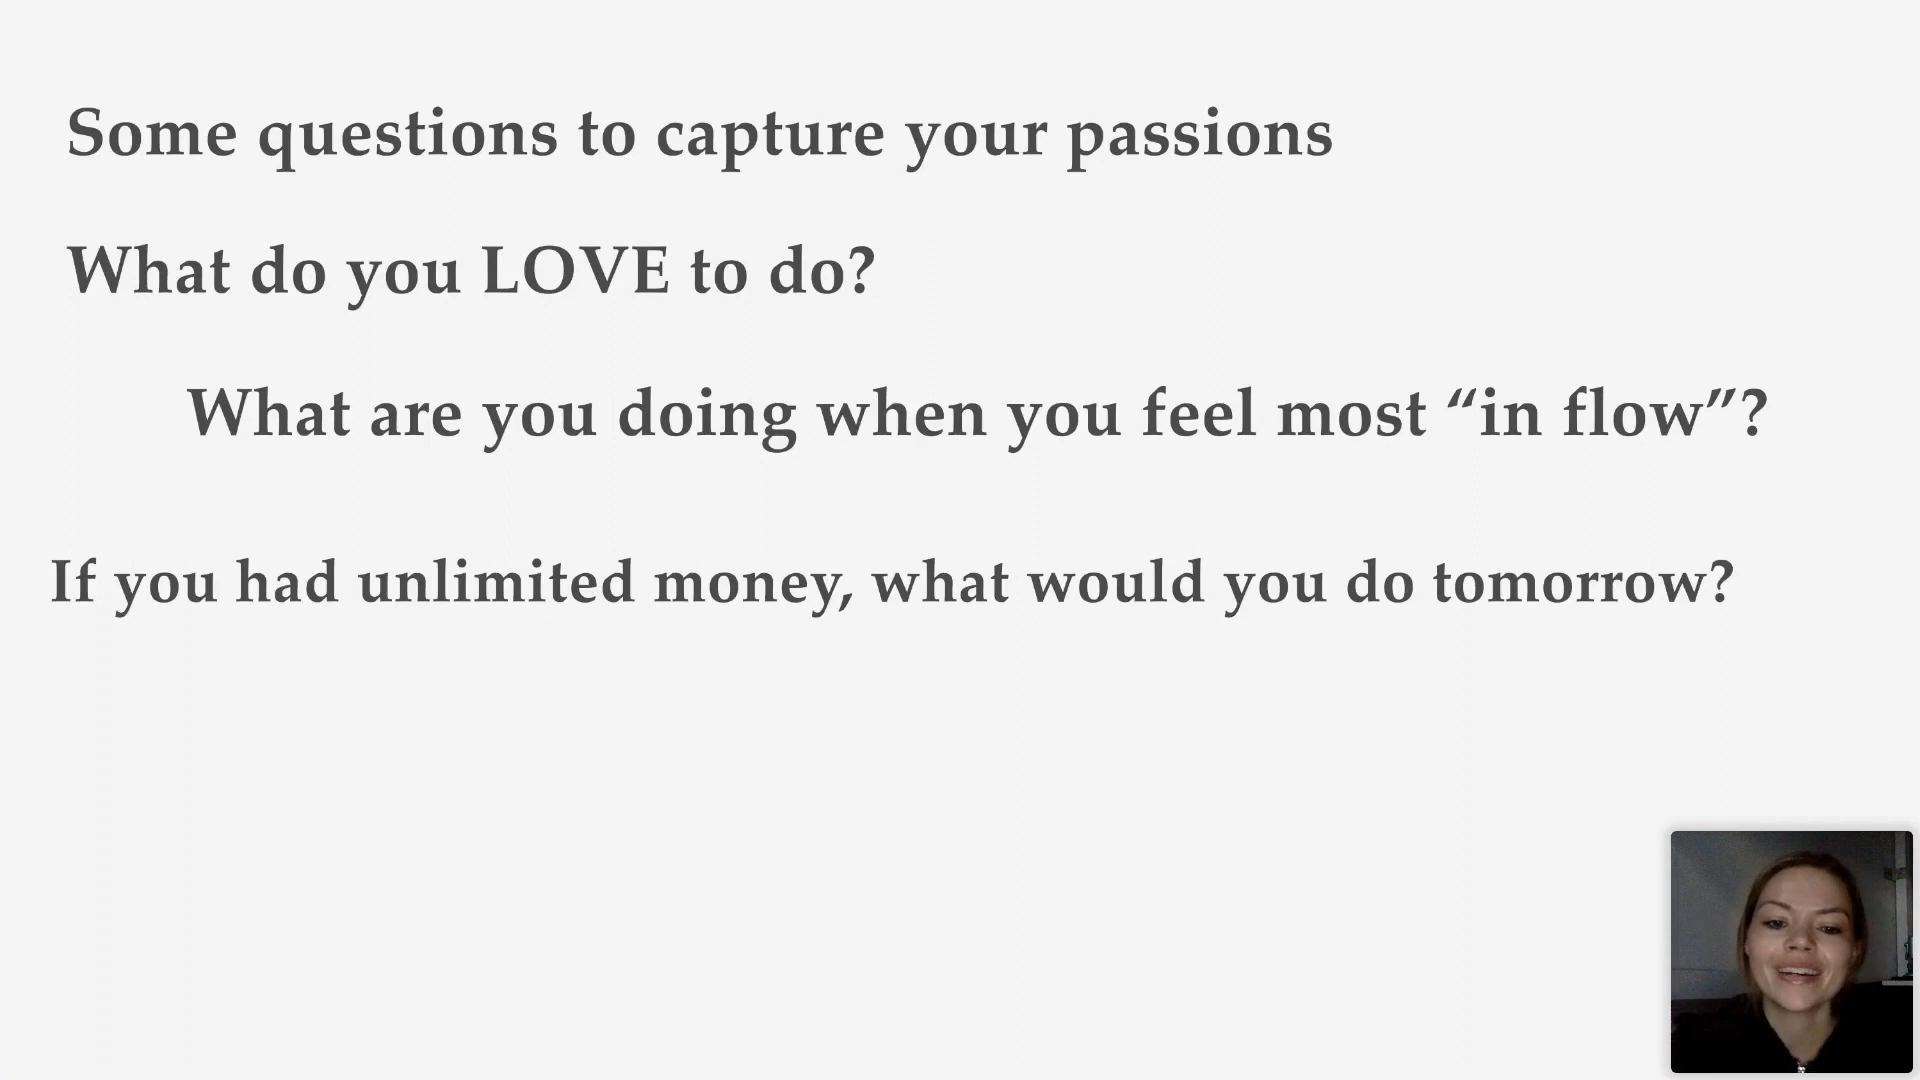 Some questions to capture your passions
What do you LOVE to do?
What are you doing when you feel most “in flow”?
If you had unlimited money, what would you do tomorrow?